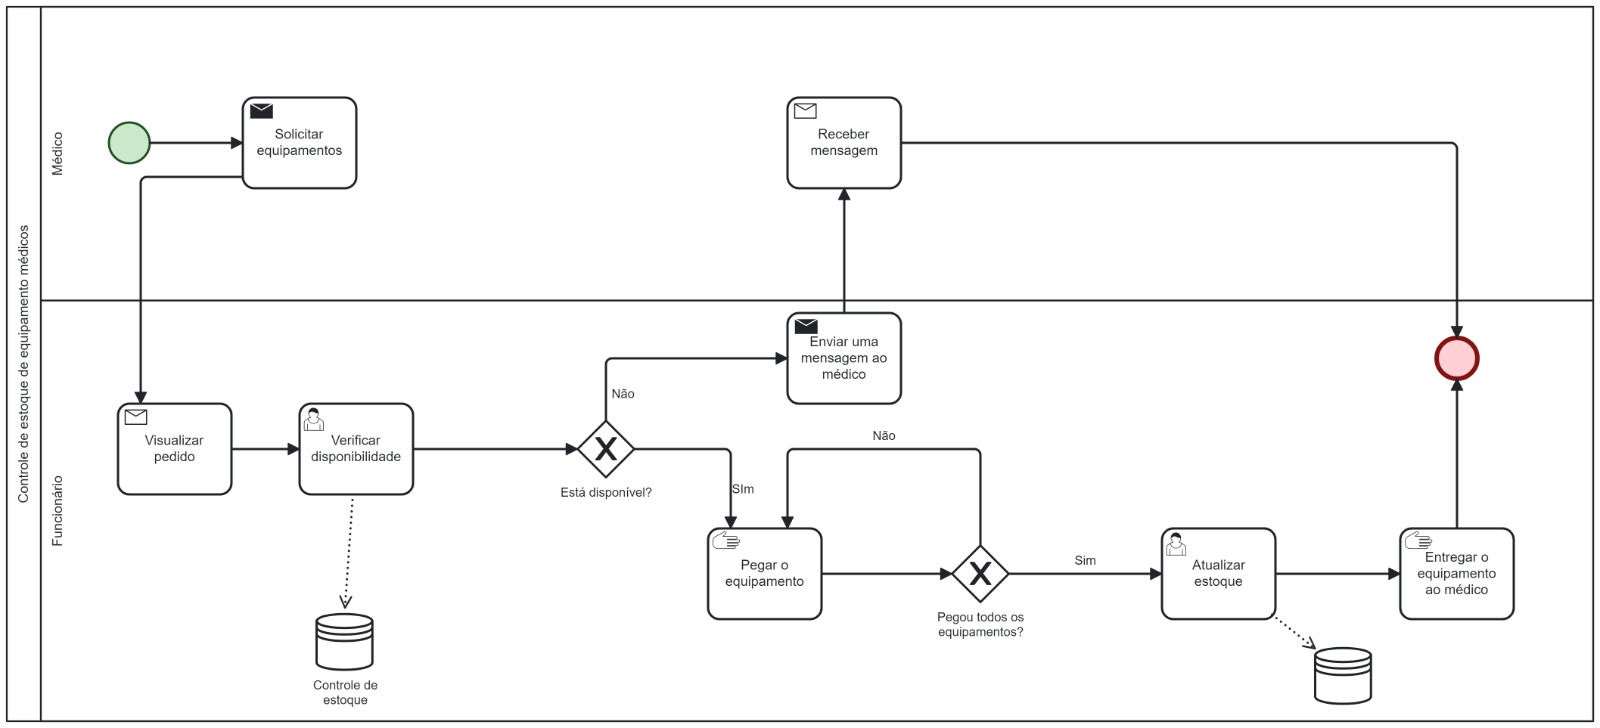 Controle de estoque de equipamento médicos
Médico
Solicitar
equipamentos
Receber
mensagem
Funcionário
Enviar uma
mensagem ao
médico
Não
Visualizar
pedido
Verificar
disponibilidade
Está disponível?
SIm
Não
Pegar o
equipamento
Pegou todos os
equipamentos?
Sim
Atualizar
estoque
Entregar o
equipamento
ao médico
Controle de
estoque